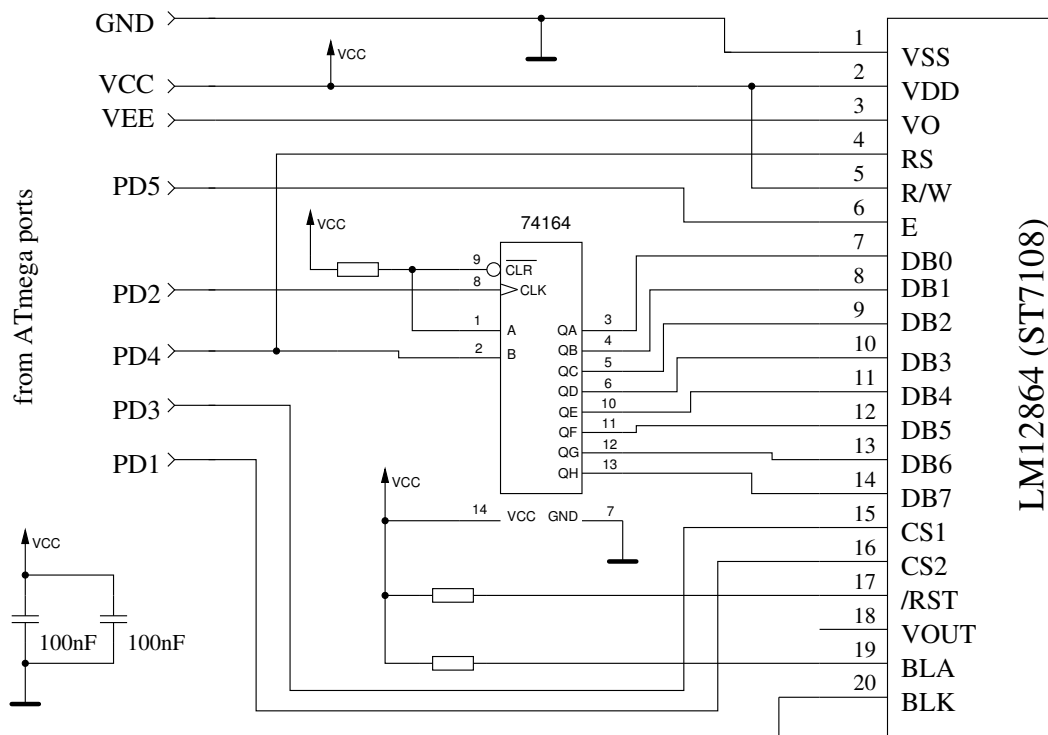 GND
VCC
VEE
PD5
PD2
PD4
PD3
PD1
from ATmega ports
VCC
VCC
VCC
VCC
100nF 100nF
74164
9 CLR
8 CLK
1 A
2 B
QA 3
QB 4
QC 5
QD 6
QE 10
QF 11
QG 12
QH 13
14 VCC GND 7
1 VSS
2 VDD
3 VO
4 RS
5 R/W
6 E
7 DB0
8 DB1
9 DB2
10 DB3
11 DB4
12 DB5
13 DB6
14 DB7
15 CS1
16 CS2
17 /RST
18 VOUT
19 BLA
20 BLK
LM12864 (ST7108)